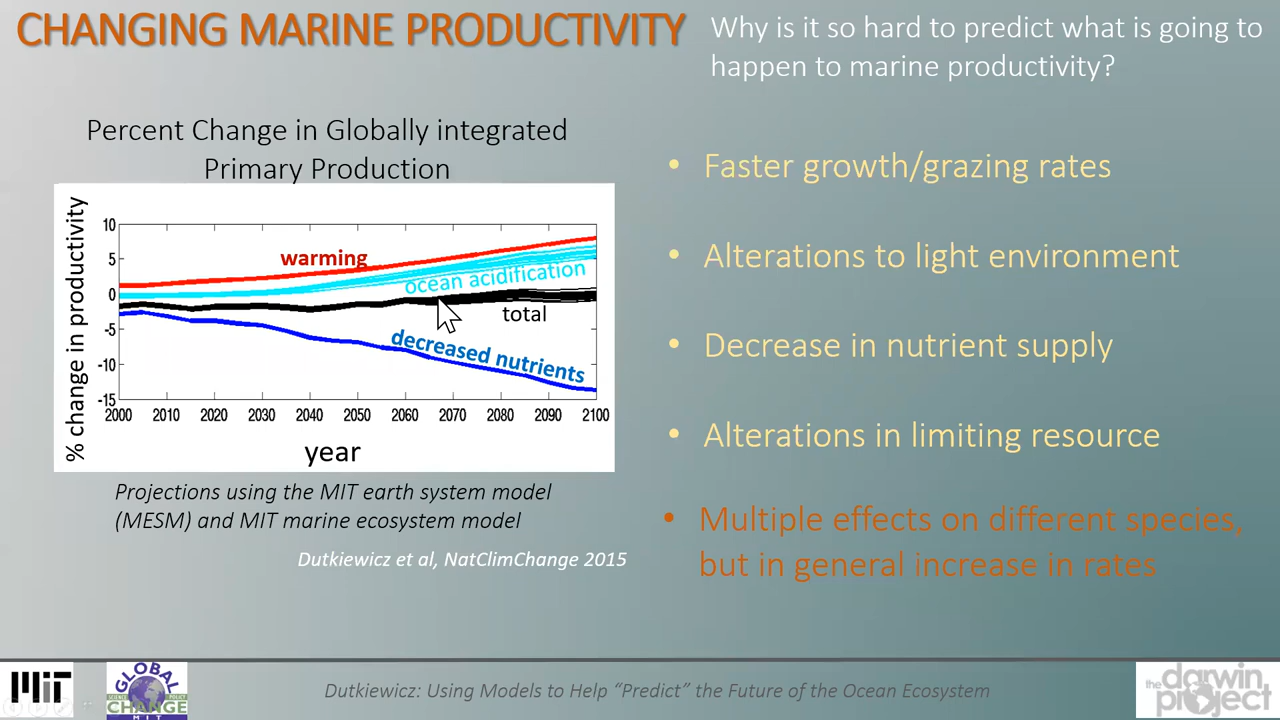 CHANGING MARINE PRODUCTIVITY
Why is it so hard to predict what is going to
happen to marine productivity?
Percent Change in Globally integrated
Primary Production
% change in productivity
10
5
0
-5
-10
-15
warming
ocean acidification
total
decreased nutrients
2000 2010 2020 2030 2040 2050 2060 2070 2080 2090 2100
year
Projections using the MIT earth system model
(MESM) and MIT marine ecosystem model
Dutkiewicz et al, NatClimChange 2015
• Faster growth/grazing rates
• Alterations to light environment
• Decrease in nutrient supply
• Alterations in limiting resource
• Multiple effects on different species,
but in general increase in rates
MIT
GLOBAL
SCIENCE POLICY
CHANGE
MIT
Dutkiewicz: Using Models to Help “Predict” the Future of the Ocean Ecosystem
the darwin
project